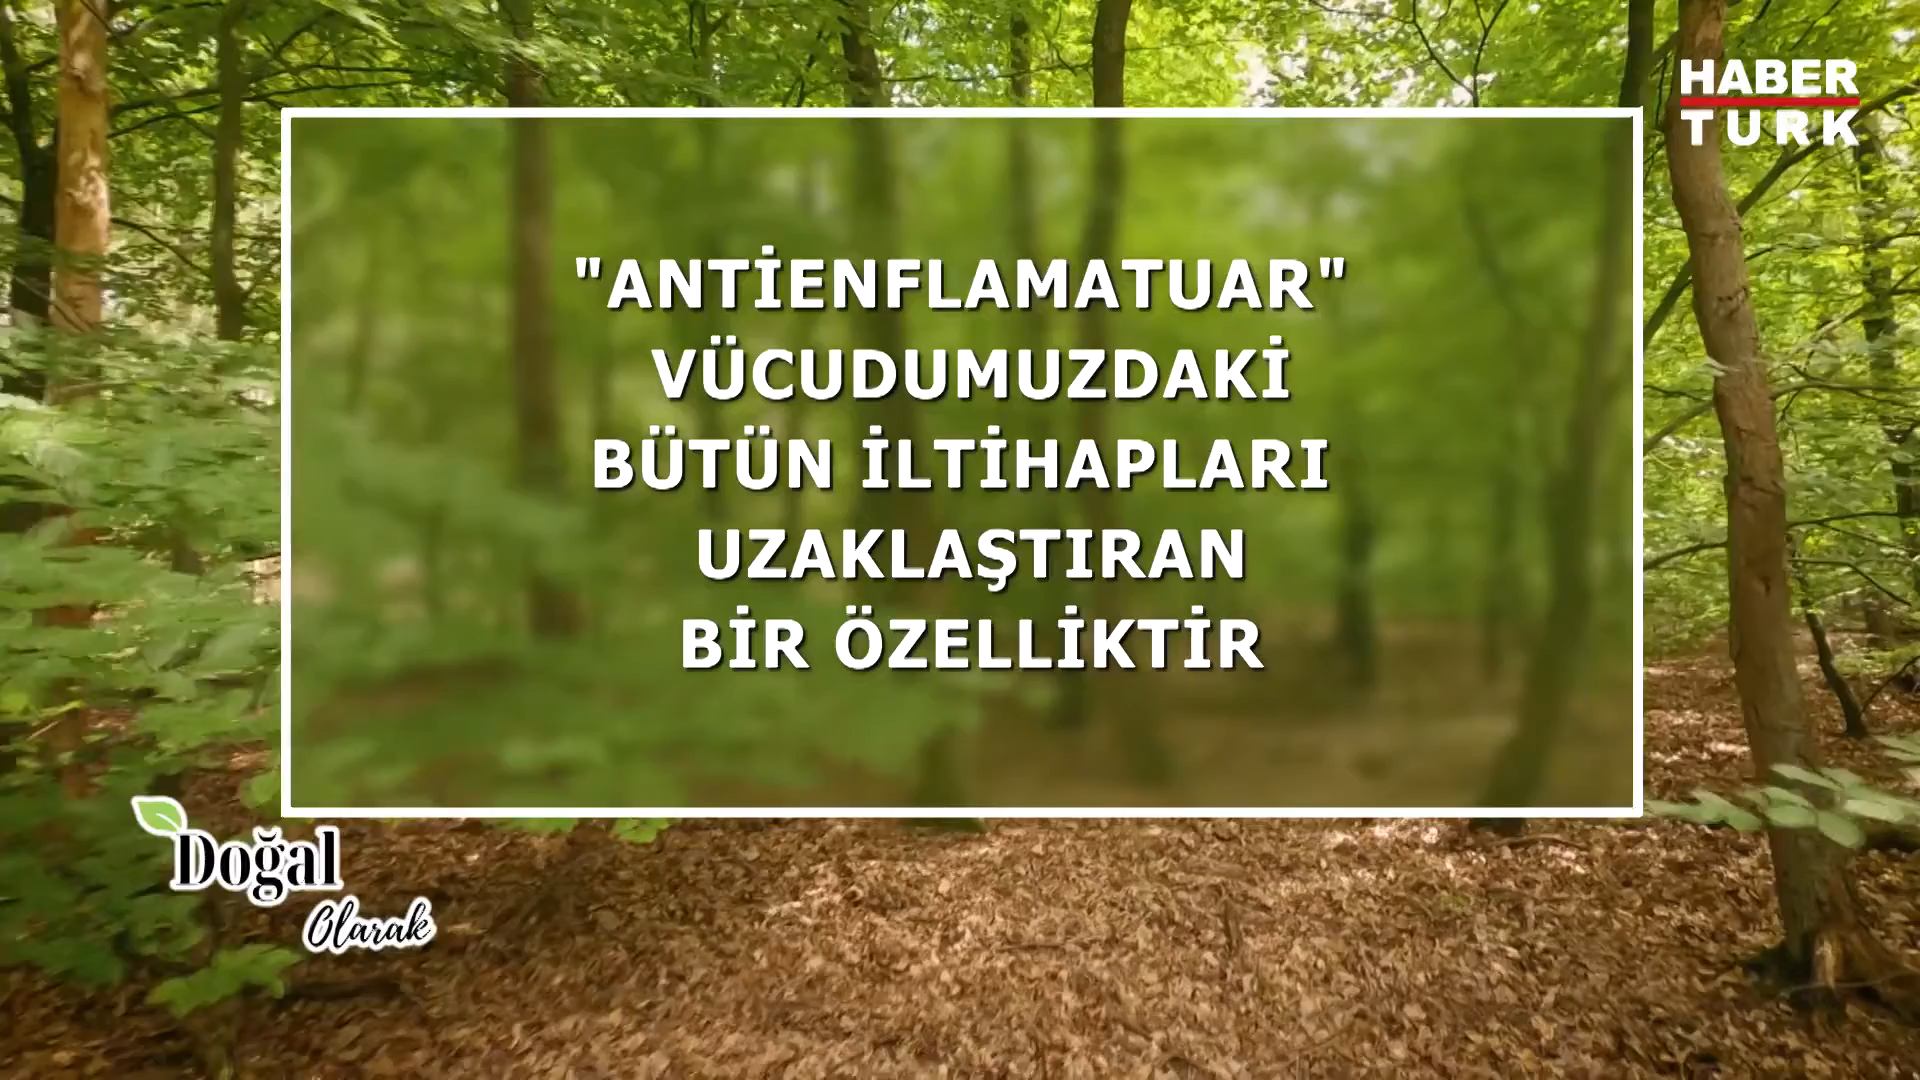 HABER
TURK
"ANTİENFLAMATUAR"
VÜCUDUMUZDAKİ
BÜTÜN İLTİHAPLARI
UZAKLAŞTIRAN
BİR ÖZELLİKTİR
Doğal
Olarak